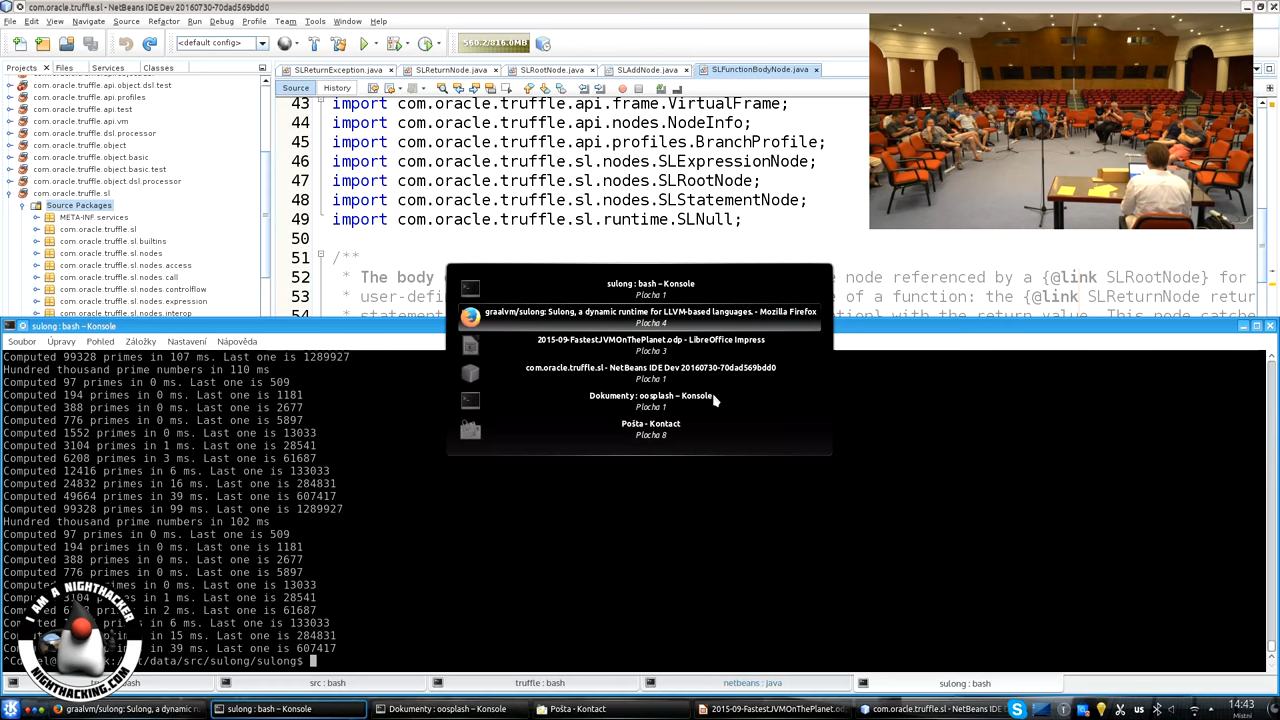 com.oracle.truffle.sl - NetBeans IDE Dev 20160730-70dad569bdd0
File Edit View Navigate Source Refactor Run Debug Profile Team Tools Window Help
<default config>
560.2/816.0MB
Projects Files Services Classes
com.oracle.truffle.api.object.dsl.test
com.oracle.truffle.api.profiles
com.oracle.truffle.api.test
com.oracle.truffle.api.vm
com.oracle.truffle.dsl.processor
com.oracle.truffle.object
com.oracle.truffle.object.basic
com.oracle.truffle.object.basic.test
com.oracle.truffle.object.dsl.processor
com.oracle.truffle.sl
Source Packages
META-INF.services
com.oracle.truffle.sl
com.oracle.truffle.sl.builtins
com.oracle.truffle.sl.nodes
com.oracle.truffle.sl.nodes.access
com.oracle.truffle.sl.nodes.call
com.oracle.truffle.sl.nodes.controlflow
com.oracle.truffle.sl.nodes.expression
com.oracle.truffle.sl.nodes.interop
SLReturnException.java SLReturnNode.java SLRootNode.java SLAddNode.java SLFunctionBodyNode.java
Source History
43 import com.oracle.truffle.api.frame.VirtualFrame;
44 import com.oracle.truffle.api.nodes.NodeInfo;
45 import com.oracle.truffle.api.profiles.BranchProfile;
46 import com.oracle.truffle.sl.nodes.SLExpressionNode;
47 import com.oracle.truffle.sl.nodes.SLRootNode;
48 import com.oracle.truffle.sl.nodes.SLStatementNode;
49 import com.oracle.truffle.sl.runtime.SLNull;
50
51 /**
52 * The body node referenced by a {@link SLRootNode} for
53 * user-defi e of a function: the {@link SLReturnNode retur
54
sulong : bash – Konsole
Plocha 1
graalvm/sulong: Sulong, a dynamic runtime for LLVM-based languages. - Mozilla Firefox
Plocha 4
2015-09-FastestJVMOnThePlanet.odp - LibreOffice Impress
Plocha 3
com.oracle.truffle.sl - NetBeans IDE Dev 20160730-70dad569bdd0
Plocha 1
Dokumenty : oosplash – Konsole
Plocha 1
Pošta - Kontact
Plocha 8
sulong : bash – Konsole
Soubor Úpravy Pohled Záložky Nastavení Nápověda
Computed 99328 primes in 107 ms. Last one is 1289927
Hundred thousand prime numbers in 110 ms
Computed 97 primes in 0 ms. Last one is 509
Computed 194 primes in 0 ms. Last one is 1181
Computed 388 primes in 0 ms. Last one is 2677
Computed 776 primes in 0 ms. Last one is 5897
Computed 1552 primes in 0 ms. Last one is 13033
Computed 3104 primes in 1 ms. Last one is 28541
Computed 6208 primes in 3 ms. Last one is 61687
Computed 12416 primes in 6 ms. Last one is 133033
Computed 24832 primes in 16 ms. Last one is 284831
Computed 49664 primes in 39 ms. Last one is 607417
Computed 99328 primes in 99 ms. Last one is 1289927
Hundred thousand prime numbers in 102 ms
Computed 97 primes in 0 ms. Last one is 509
Computed 194 primes in 0 ms. Last one is 1181
Computed 388 primes in 0 ms. Last one is 2677
Computed 776 primes in 0 ms. Last one is 5897
primes in 0 ms. Last one is 13033
primes in 1 ms. Last one is 28541
primes in 2 ms. Last one is 61687
in 6 ms. Last one is 133033
in 15 ms. Last one is 284831
in 39 ms. Last one is 607417
/data/src/sulong/sulong$
I AM A NIGHTHACKER
NIGHTHACKING.COM
bash src : bash truffle : bash netbeans : java sulong : bash
graalvm/sulong: Sulong, a dynamic run sulong : bash – Konsole Dokumenty : oosplash – Konsole Pošta - Kontact 2015-09-FastestJVMOnThePlanet.od com.oracle.truffle.sl - NetBeans IDE D
14:43
Místní